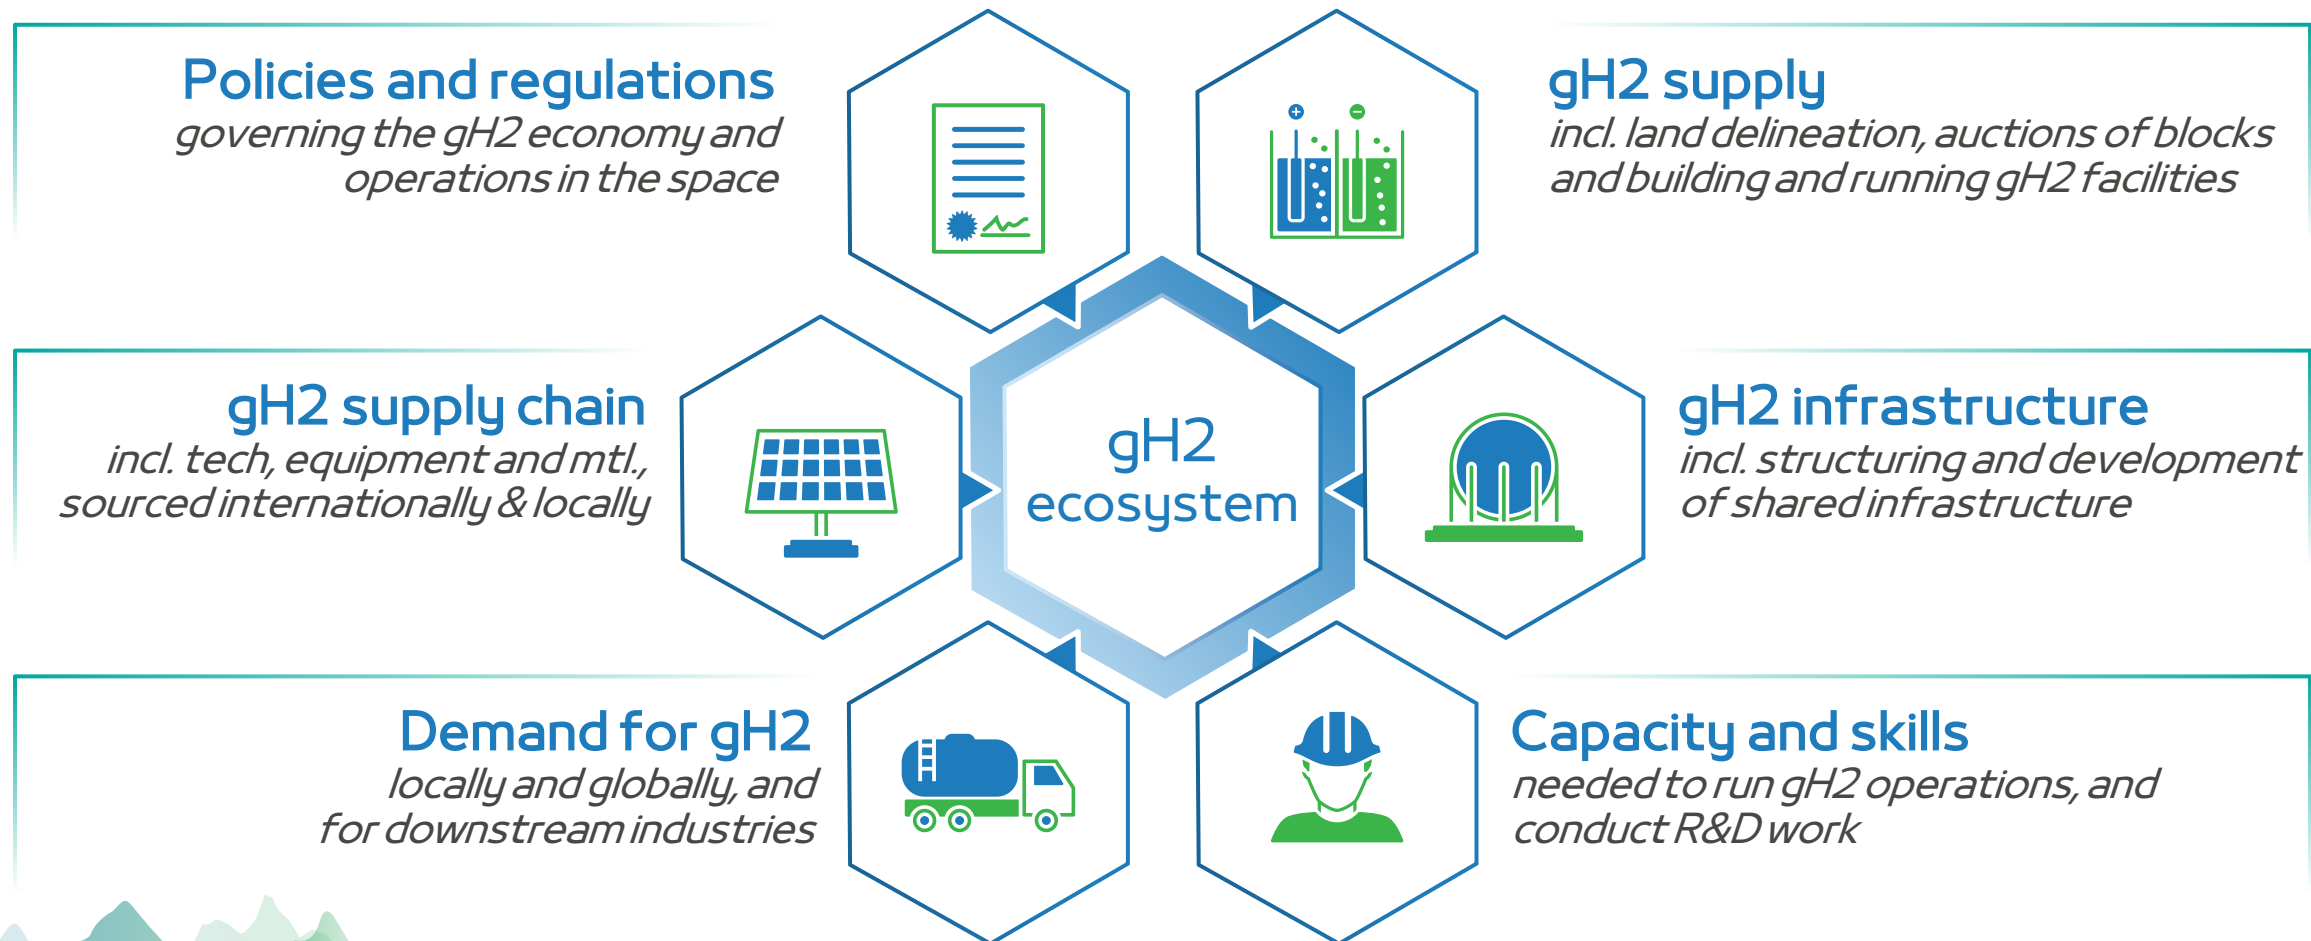 Policies and regulations
governing the gH2 economy and
operations in the space
gH2 supply
incl. land delineation, auctions of blocks
and building and running gH2 facilities
gH2 supply chain
incl. tech, equipment and mtl.,
sourced internationally & locally
gH2
ecosystem
gH2 infrastructure
incl. structuring and development
of shared infrastructure
Demand for gH2
locally and globally, and
for downstream industries
Capacity and skills
needed to run gH2 operations, and
conduct R&D work